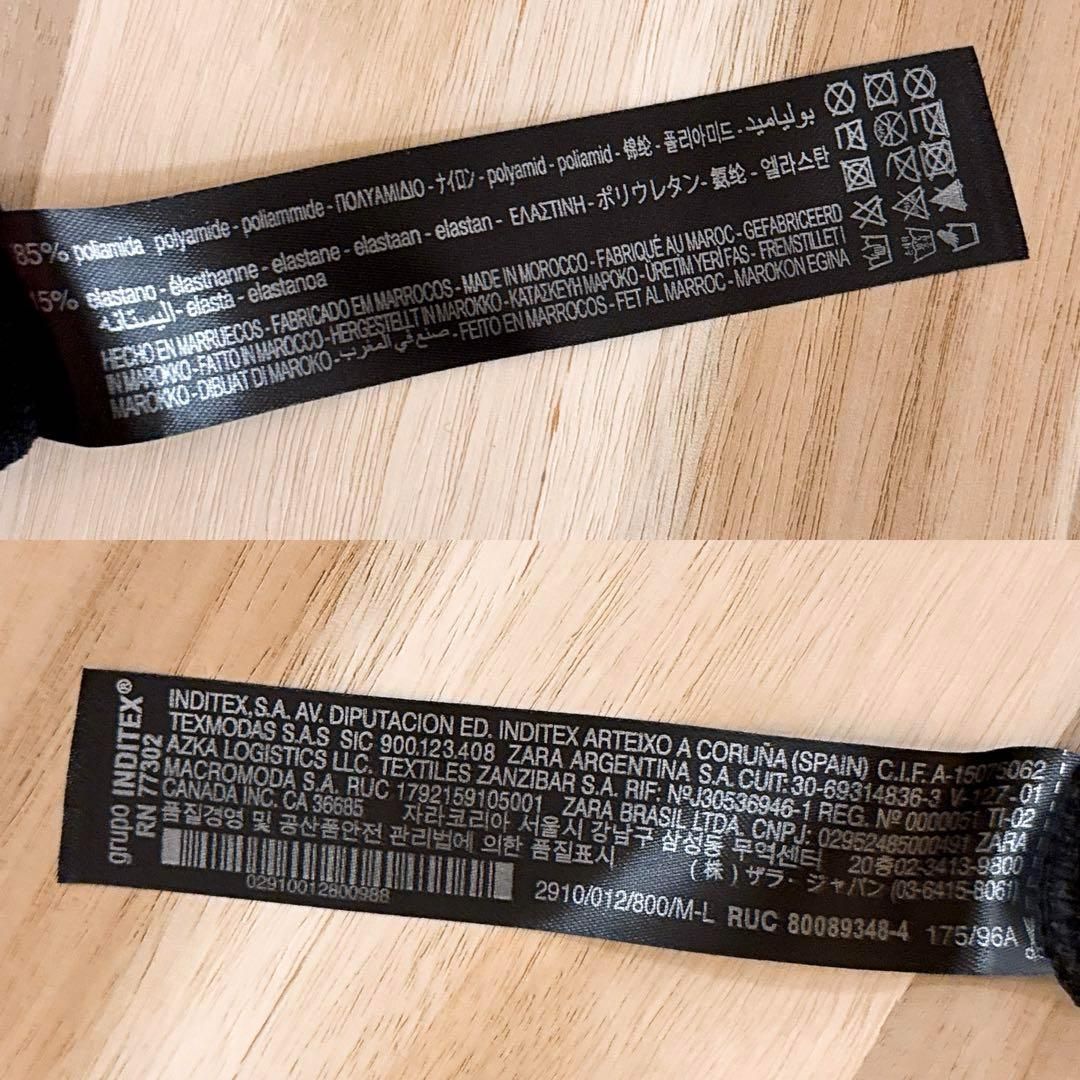 85% poliamida polyamide - poliammide - ΠΟΛΥΑΜΙΔΙΟ - ナイロン - polyamid - poliamid - 锦纶 - 폴리아미드 - بولياميد
15% elastano - élasthanne - elastane - elastaan - elastan - ΕΛΑΣΤΙΝΗ - ポリウレタン - 氨纶 - 엘라스탄
اليستانه - elastā - elastanoa
HECHO EN MARRUECOS - FABRICADO EM MARROCOS - MADE IN MOROCCO - FABRIQUÉ AU MAROC - GEFABRICEERD
IN MAROKKO - FATTO IN MAROCCO - HERGESTELLT IN MAROKKO - ΚΑΤΑΣΚΕΥΗ ΜΑΡΟΚΟ - ÜRETIM YERİ FAS - FREMSTILLET I
MAROKKO - DIBUAT DI MAROKO - صنع في المغرب - FEITO EN MARROCOS - FET AL MARROC - MAROKON EGINA
grupo INDITEX®
RN 77302
INDITEX,S.A. AV. DIPUTACION ED. INDITEX ARTEIXO A CORUÑA (SPAIN) C.I.F. A-15075062
TEXMODAS S.A.S SIC 900.123.408 ZARA ARGENTINA S.A. CUIT: 30-69314836-3 V-127-01
AZKA LOGISTICS LLC. TEXTILES ZANZIBAR S.A. RIF: NºJ30536946-1 REG. Nº 0000051 TI-02
MACROMODA S.A. RUC 1792159105001 ZARA BRASIL LTDA. CNPJ: 02952485000491 ZARA
CANADA INC. CA 36685 자라코리아 서울시 강남구 삼성동 무역센터 20층02-3413-9800
품질경영 및 공산품안전 관리법에 의한 품질표시 (株) ザラ・ジャパン (03-6415-8061)
02910012800988
2910/012/800/M-L RUC 80089348-4 175/96A